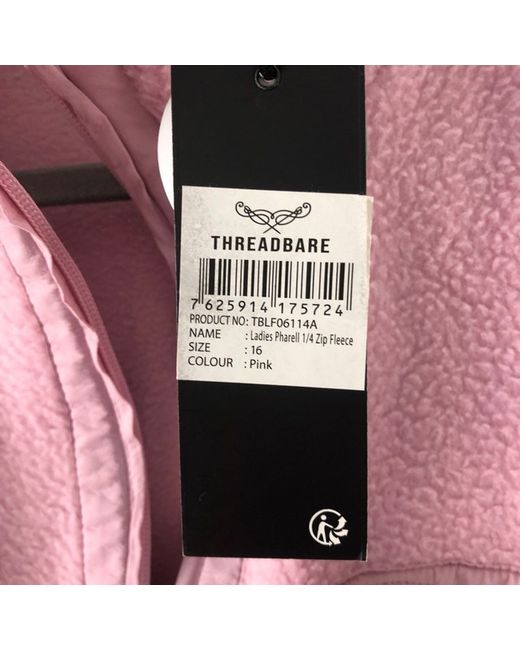 THREADBARE
7 625914 175724
PRODUCT NO: TBLF06114A
NAME : Ladies Pharell 1/4 Zip Fleece
SIZE : 16
COLOUR : Pink